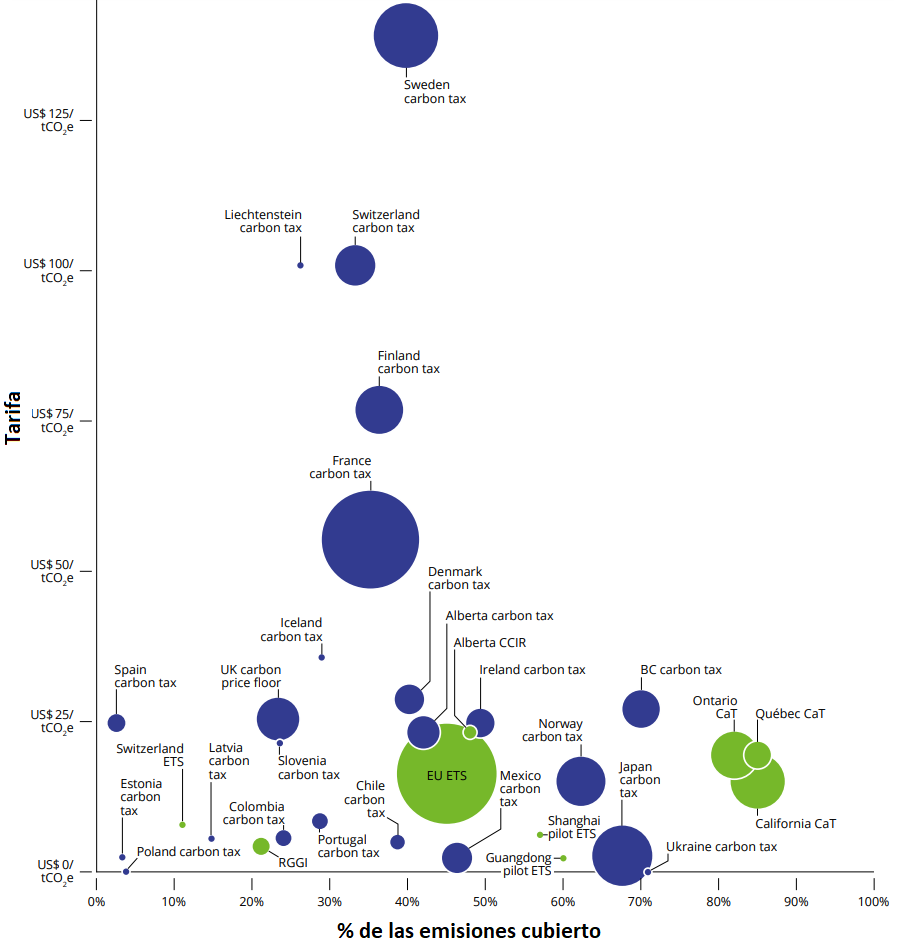 Sweden
carbon tax
US$ 125/
tCO2e
Liechtenstein
carbon tax
Switzerland
carbon tax
US$ 100/
tCO2e
Finland
carbon tax
Tarifa
US$ 75/
tCO2e
France
carbon tax
US$ 50/
tCO2e
Denmark
carbon tax
Iceland
carbon tax
Alberta carbon tax
Alberta CCIR
Spain
carbon tax
UK carbon
price floor
Ireland carbon tax
BC carbon tax
Ontario
CaT
Québec CaT
US$ 25/
tCO2e
Norway
carbon tax
Switzerland
ETS
Latvia
carbon
tax
Slovenia
carbon tax
EU ETS
Mexico
carbon
tax
Japan
carbon
tax
Estonia
carbon
tax
Chile
carbon
tax
Colombia
carbon tax
Shanghai
pilot ETS
California CaT
Portugal
carbon tax
Poland carbon tax
RGGI
Guangdong
pilot ETS
Ukraine carbon tax
US$ 0/
tCO2e
0% 10% 20% 30% 40% 50% 60% 70% 80% 90% 100%
% de las emisiones cubierto